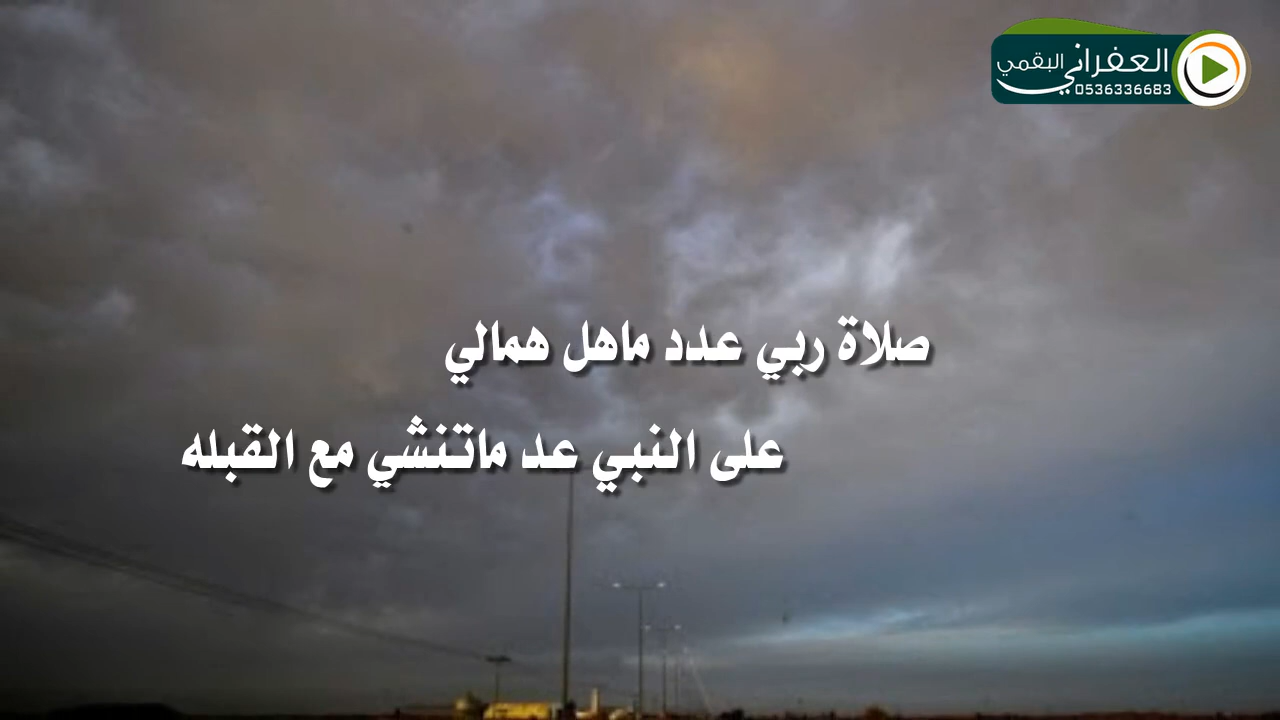 العفراني البقمي
0536336683
صلاة ربي عدد ماهل همالي
على النبي عد ماتنشي مع القبله